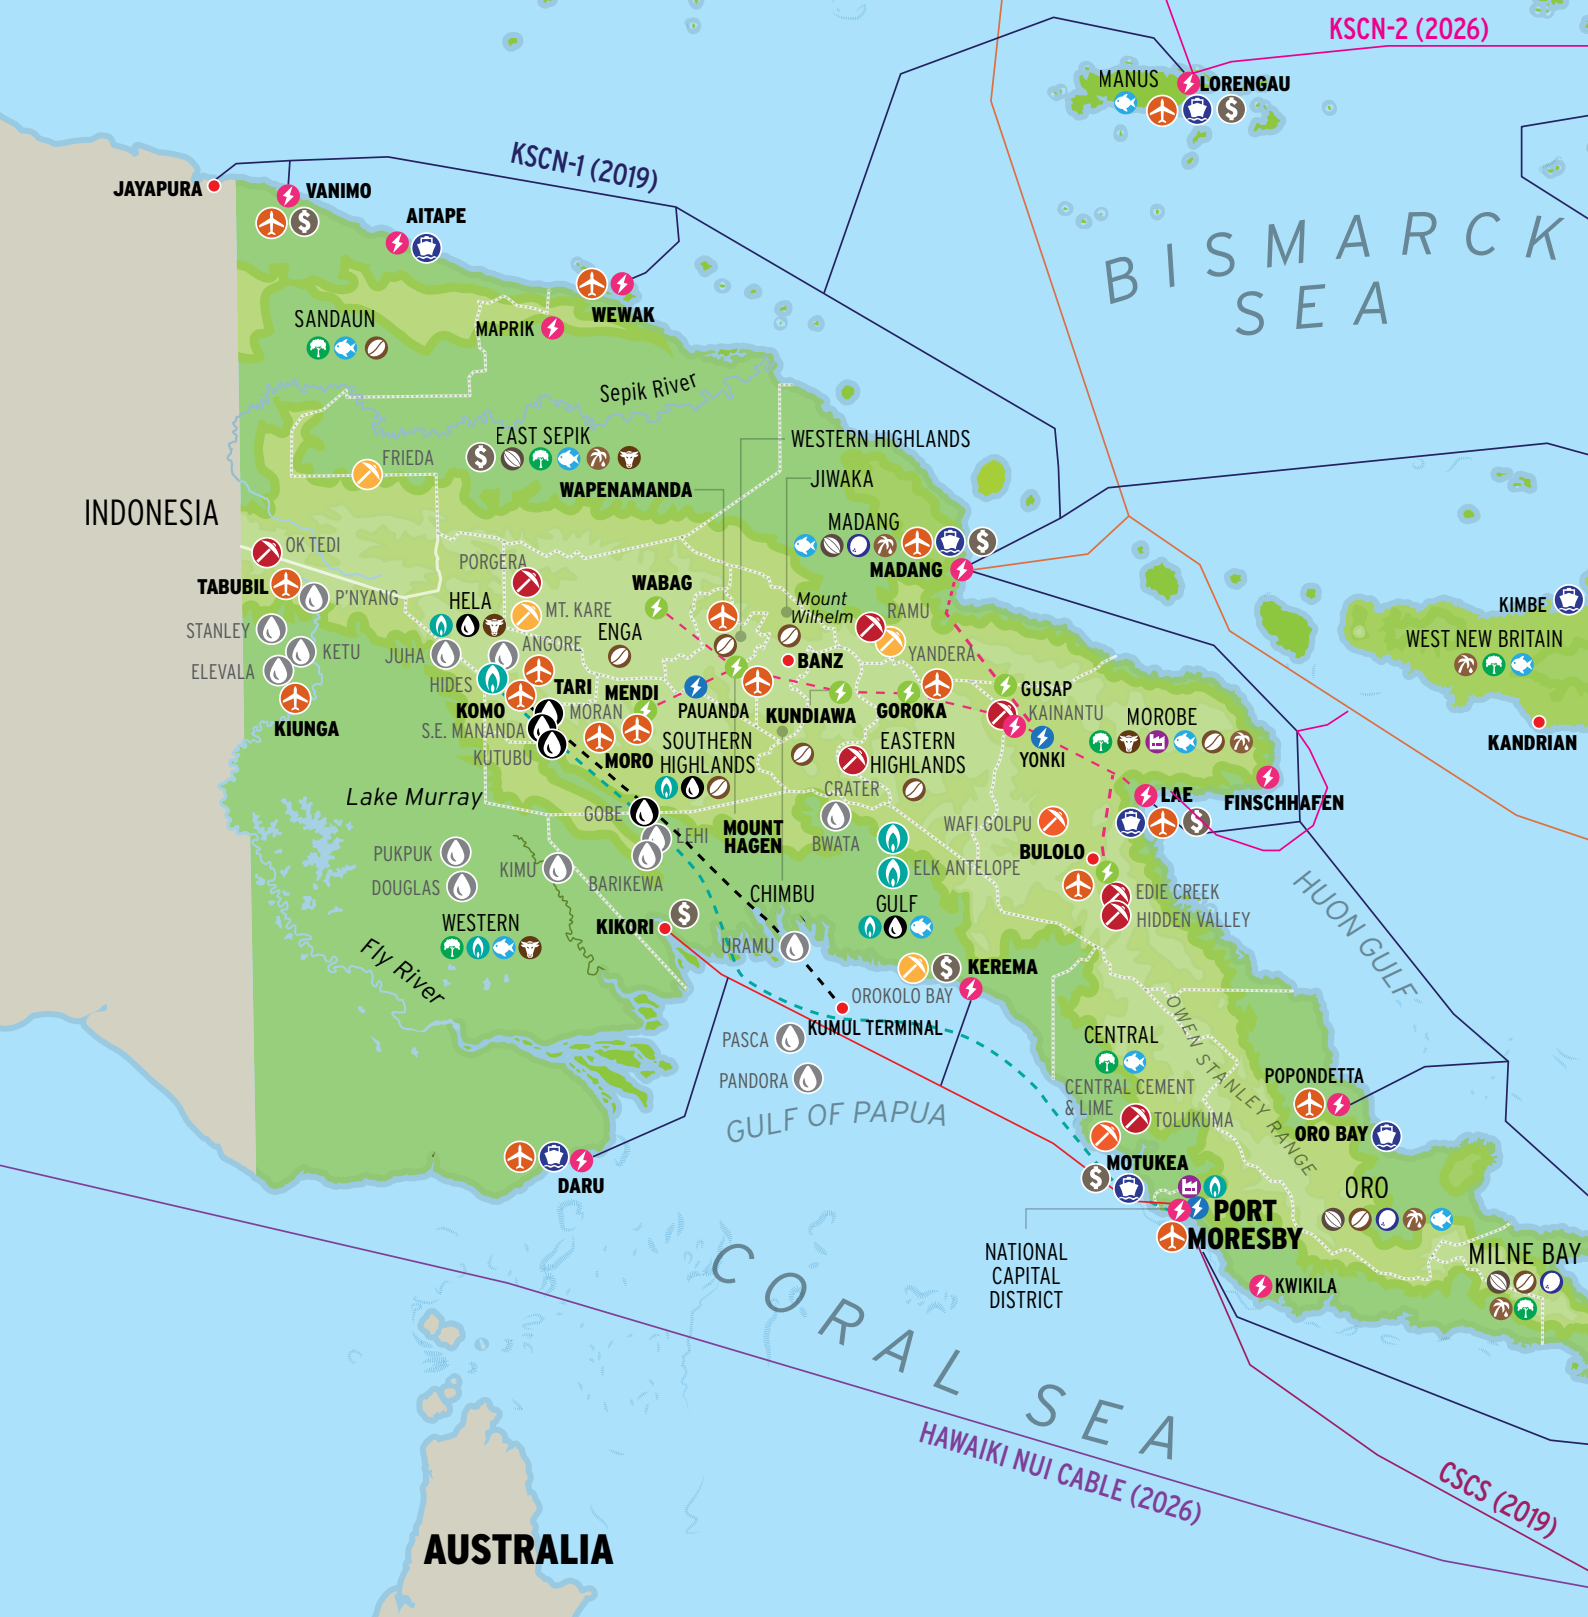 KSCN-2 (2026)
MANUS
LORENGAU
KSCN-1 (2019)
JAYAPURA
VANIMO
AITAPE
BISMARCK
SEA
WEWAK
SANDAUN
MAPRIK
Sepik River
EAST SEPIK
WESTERN HIGHLANDS
FRIEDA
WAPENAMANDA
JIWAKA
INDONESIA
MADANG
OK TEDI
PORGERA
MADANG
TABUBIL
P'NYANG
WABAG
HELA
MT. KARE
Mount
Wilhelm
RAMU
KIMBE
STANLEY
ENGA
WEST NEW BRITAIN
KETU
JUHA
ANGORE
YANDERA
BANZ
ELEVALA
HIDES
TARI
MENDI
GUSAP
KOMO
MORAN
PAUANDA
KUNDIAWA
GOROKA
KAINANTU
MOROBE
KIUNGA
S.E. MANANDA
SOUTHERN
HIGHLANDS
EASTERN
HIGHLANDS
KANDRIAN
KUTUBU
MORO
YONKI
Lake Murray
CRATER
LAE
FINSCHHAFEN
GOBE
WAFI GOLPU
LEHI
MOUNT
HAGEN
BWATA
PUKPUK
BULOLO
KIMU
ELK ANTELOPE
DOUGLAS
BARIKEWA
CHIMBU
EDIE CREEK
GULF
HIDDEN VALLEY
HUON GULF
WESTERN
KIKORI
URAMU
Fly River
KEREMA
OROKOLO BAY
KUMUL TERMINAL
PASCA
CENTRAL
OWEN STANLEY RANGE
PANDORA
CENTRAL CEMENT
& LIME
TOLUKUMA
POPONDETTA
GULF OF PAPUA
ORO BAY
MOTUKEA
DARU
ORO
PORT
MORESBY
NATIONAL
CAPITAL
DISTRICT
MILNE BAY
KWIKILA
CORAL SEA
HAWAIKI NUI CABLE (2026)
CSCS (2019)
AUSTRALIA